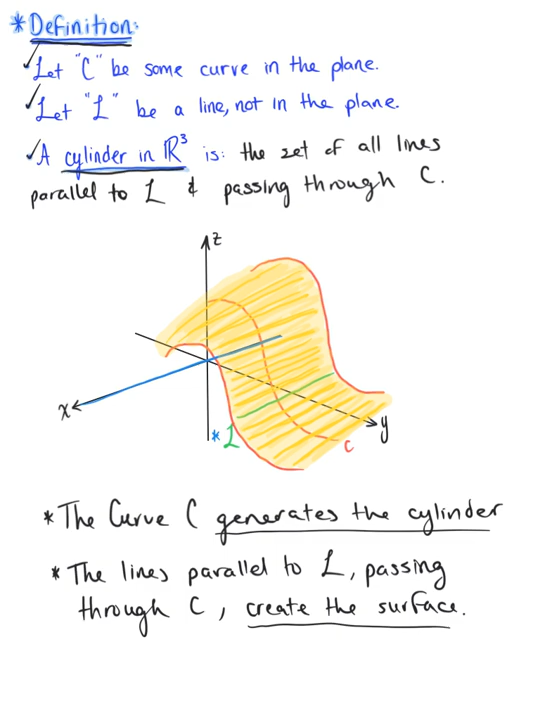 * Definition:
✓Let "C" be some curve in the plane.
✓Let "L" be a line, not in the plane.
✓A cylinder in ℝ³ is: the set of all lines
parallel to L & passing through C.
z
x
y
* L
C
* The Curve C generates the cylinder
* The lines parallel to L, passing
through C, create the surface.